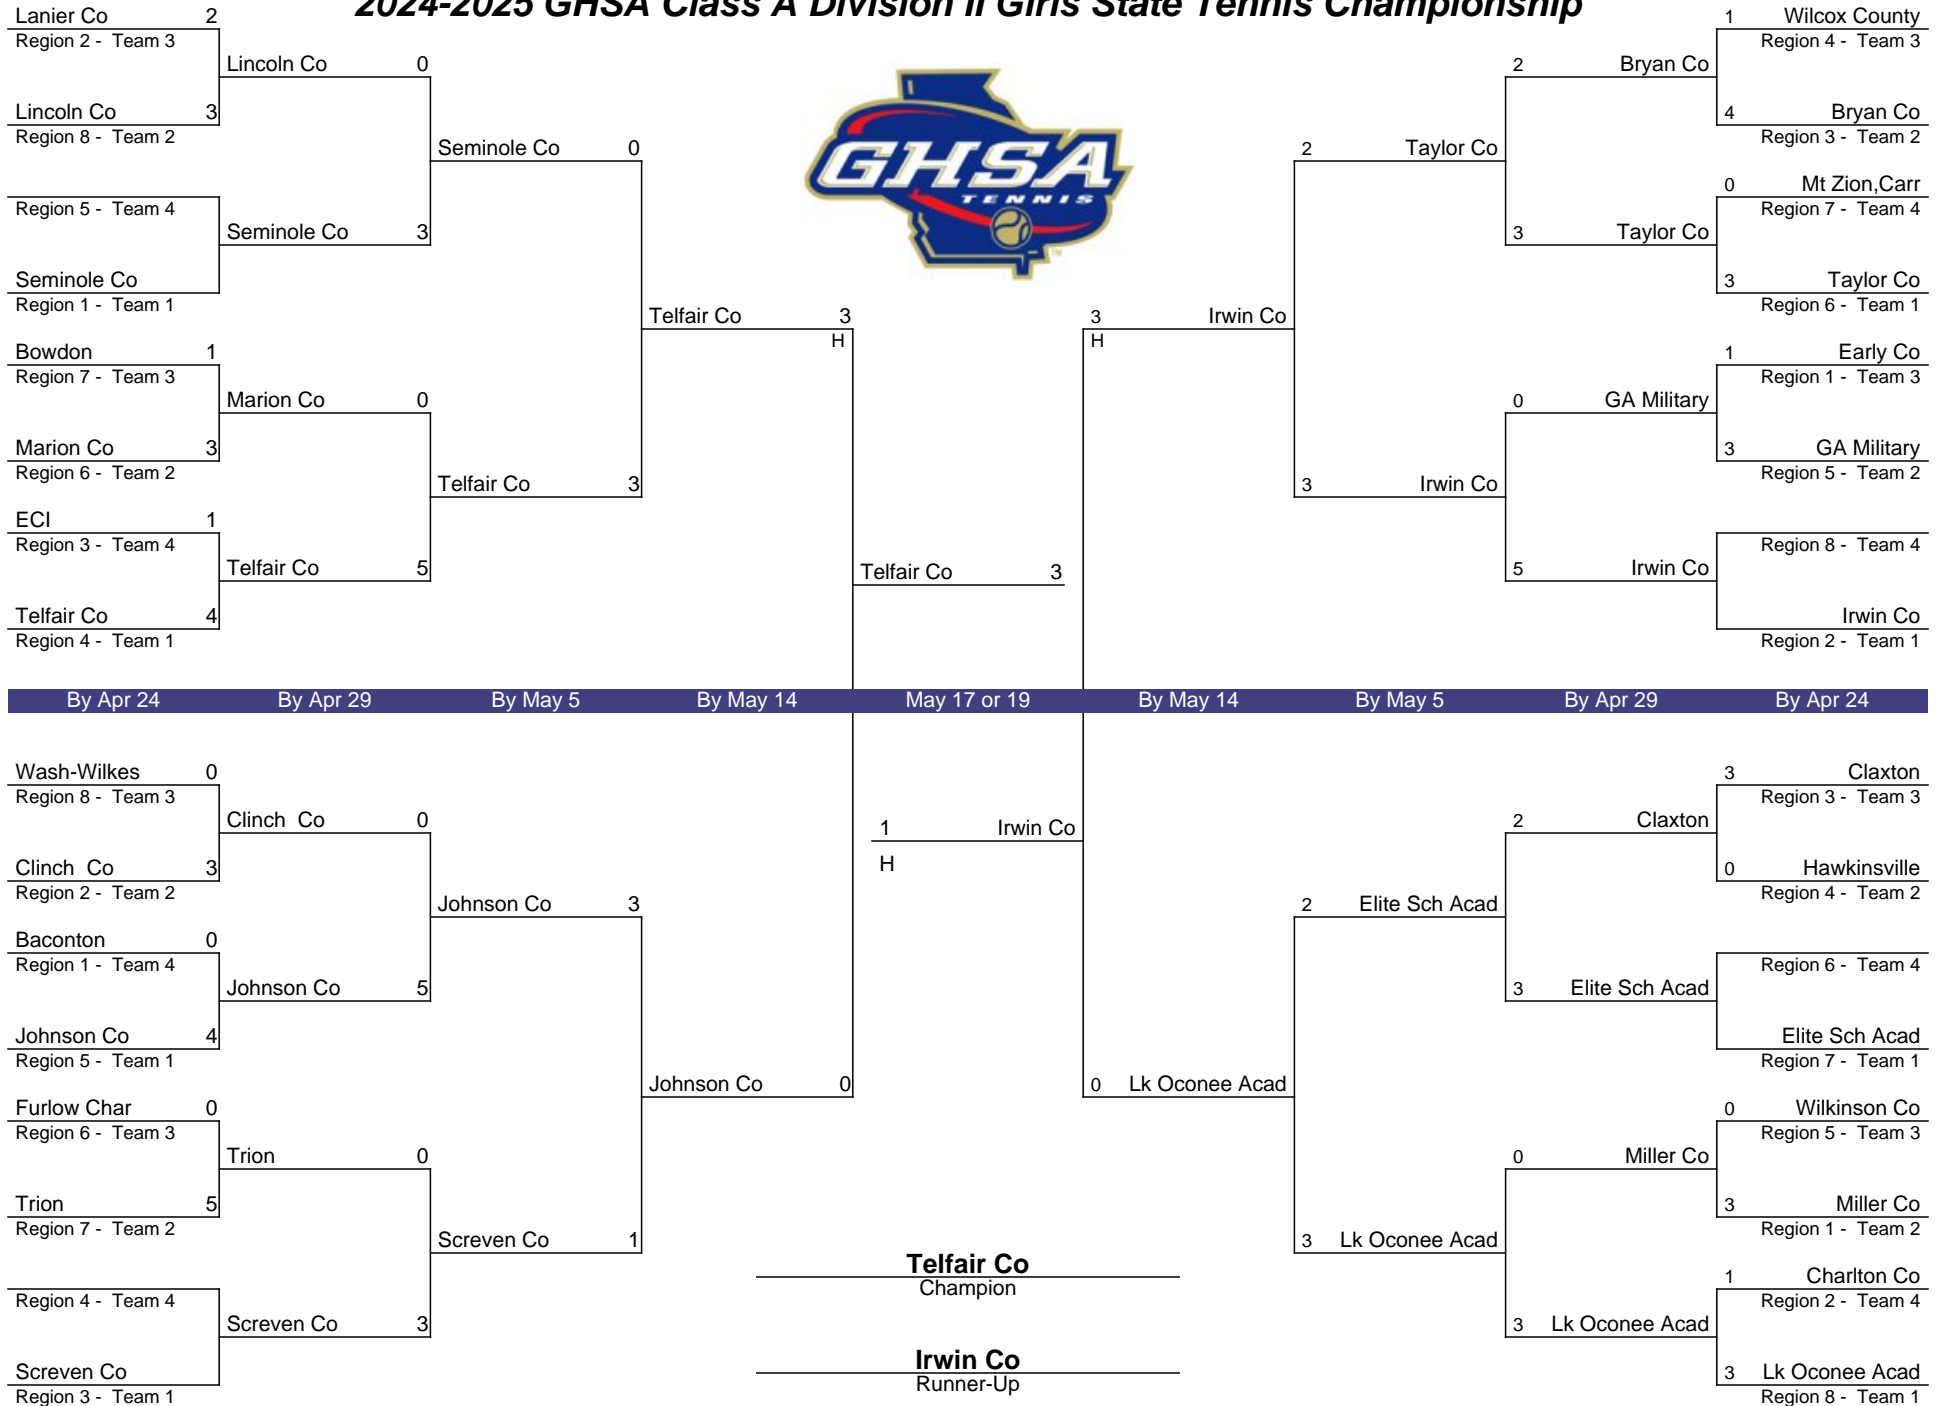 2024-2025 GHSA Class A Division II Girls State Tennis Championship
Lanier Co 2
Region 2 - Team 3
Lincoln Co 0
Lincoln Co 3
Region 8 - Team 2
Seminole Co 0
Region 5 - Team 4
Seminole Co 3
Seminole Co
Region 1 - Team 1
Telfair Co 3
H
Bowdon 1
Region 7 - Team 3
Marion Co 0
Marion Co 3
Region 6 - Team 2
Telfair Co 3
ECI 1
Region 3 - Team 4
Telfair Co 5
Telfair Co 4
Region 4 - Team 1
Telfair Co 3
GHSA
TENNIS
TM
1 Wilcox County
Region 4 - Team 3
2 Bryan Co
4 Bryan Co
Region 3 - Team 2
2 Taylor Co
0 Mt Zion,Carr
Region 7 - Team 4
3 Taylor Co
3 Taylor Co
Region 6 - Team 1
3 Irwin Co
H
1 Early Co
Region 1 - Team 3
0 GA Military
3 GA Military
Region 5 - Team 2
3 Irwin Co
Region 8 - Team 4
5 Irwin Co
Irwin Co
Region 2 - Team 1
By Apr 24 By Apr 29 By May 5 By May 14 May 17 or 19 By May 14 By May 5 By Apr 29 By Apr 24
Wash-Wilkes 0
Region 8 - Team 3
Clinch  Co 0
Clinch  Co 3
Region 2 - Team 2
Johnson Co 3
Baconton 0
Region 1 - Team 4
Johnson Co 5
Johnson Co 4
Region 5 - Team 1
Johnson Co 0
Furlow Char 0
Region 6 - Team 3
Trion 0
Trion 5
Region 7 - Team 2
Screven Co 1
Region 4 - Team 4
Screven Co 3
Screven Co
Region 3 - Team 1
1 Irwin Co
H
3 Claxton
Region 3 - Team 3
2 Claxton
0 Hawkinsville
Region 4 - Team 2
2 Elite Sch Acad
Region 6 - Team 4
3 Elite Sch Acad
Elite Sch Acad
Region 7 - Team 1
0 Lk Oconee Acad
0 Wilkinson Co
Region 5 - Team 3
0 Miller Co
3 Miller Co
Region 1 - Team 2
3 Lk Oconee Acad
1 Charlton Co
Region 2 - Team 4
3 Lk Oconee Acad
3 Lk Oconee Acad
Region 8 - Team 1
Telfair Co
Champion
Irwin Co
Runner-Up